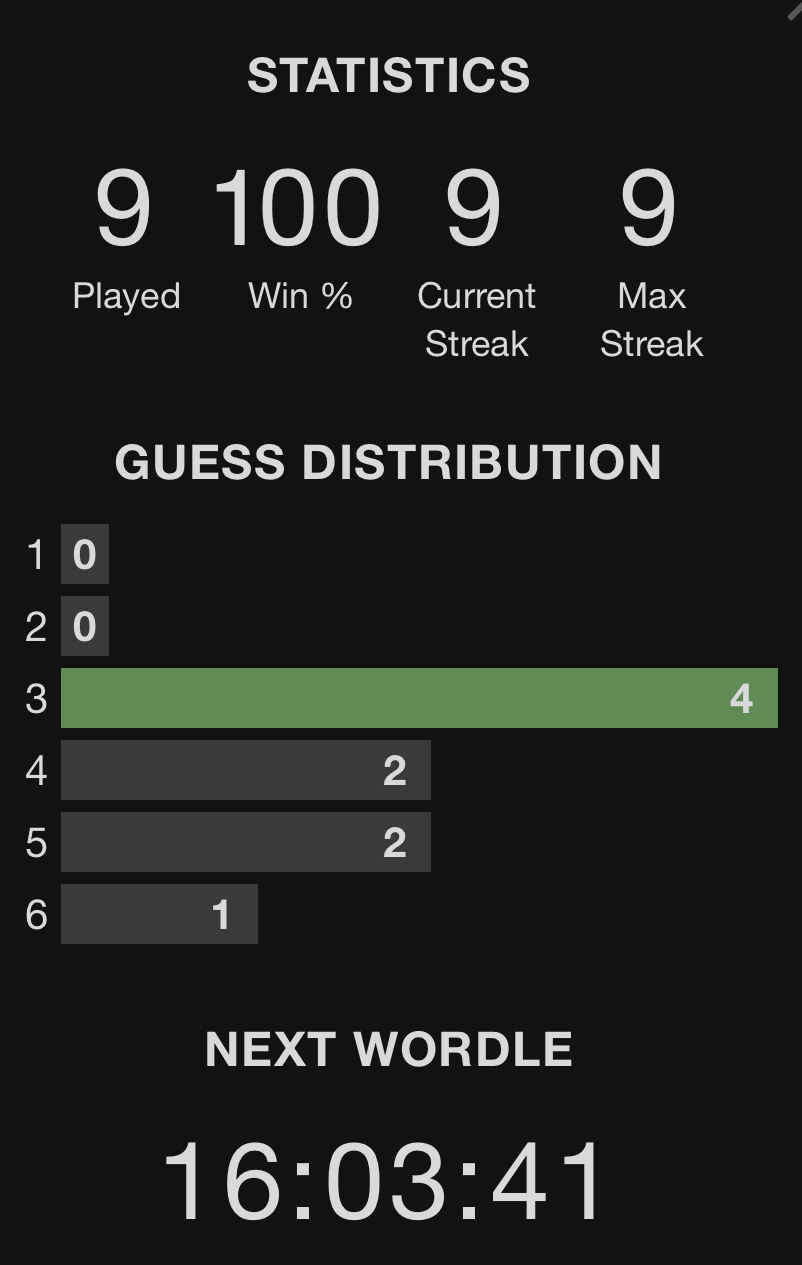 STATISTICS
9 100 9 9
Played Win % Current Streak Max Streak
GUESS DISTRIBUTION
1 0
2 0
3 4
4 2
5 2
6 1
NEXT WORDLE
16:03:41